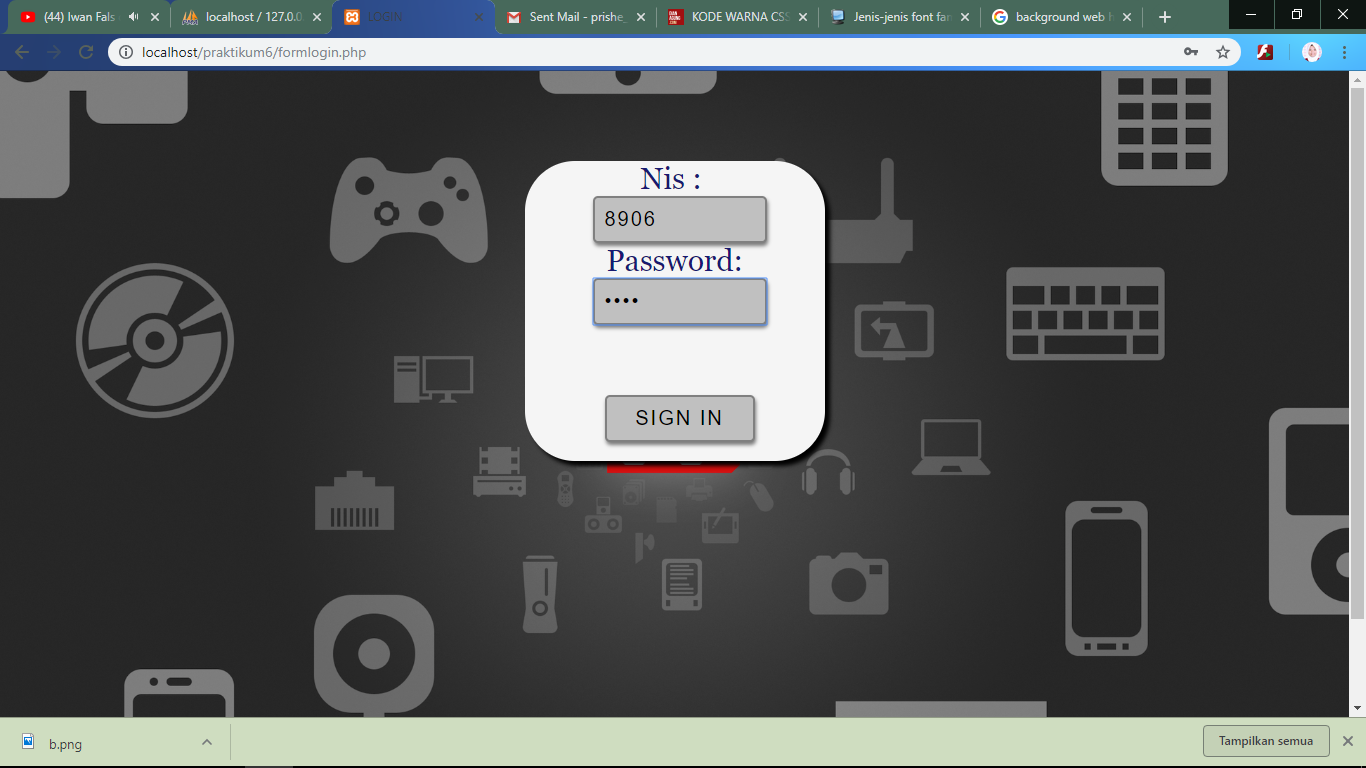 (44) Iwan Fals
localhost / 127.0.0
LOGIN
Sent Mail - prishe
KODE WARNA CSS
Jenis-jenis font fa
background web h
localhost/praktikum6/formlogin.php
Nis :
8906
Password:
••••
SIGN IN
b.png
Tampilkan semua